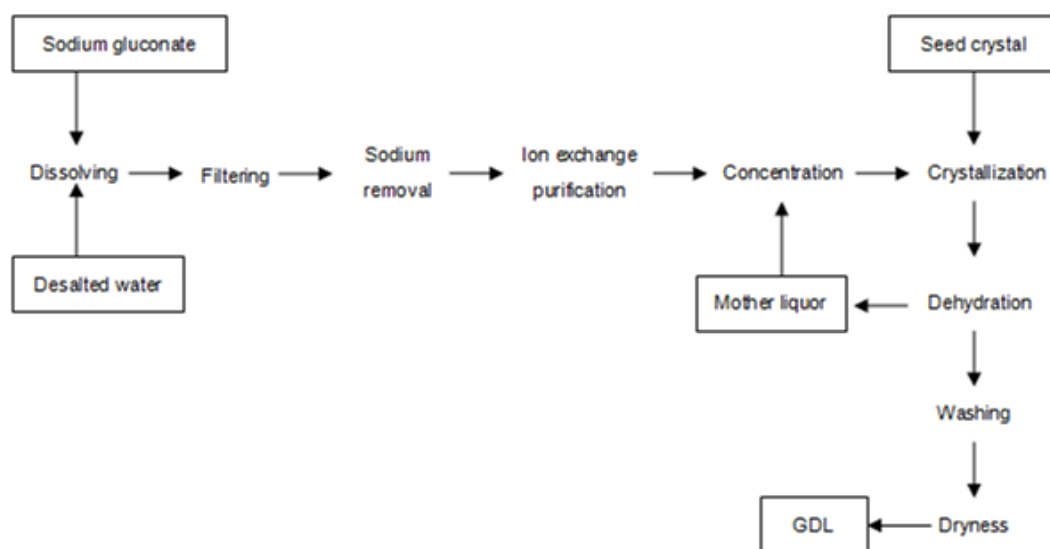 Sodium gluconate
Seed crystal
Dissolving
Filtering
Sodium
removal
Ion exchange
purification
Concentration
Crystallization
Desalted water
Mother liquor
Dehydration
Washing
GDL
Dryness